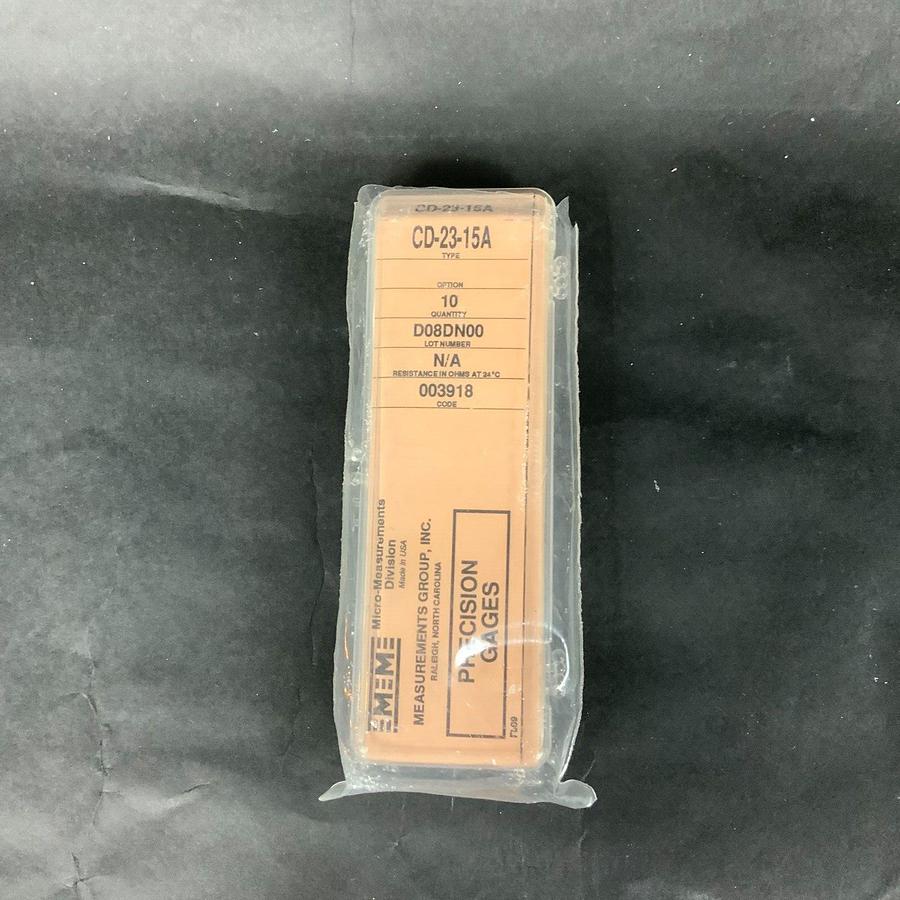 CD-23-15A
CD-23-15A
TYPE
OPTION
10
QUANTITY
D08DN00
LOT NUMBER
N/A
RESISTANCE IN OHMS AT 24°C
003918
CODE
MM
Micro-Measurements
Division
Made in USA
MEASUREMENTS GROUP, INC.
RALEIGH, NORTH CAROLINA
PRECISION
GAGES